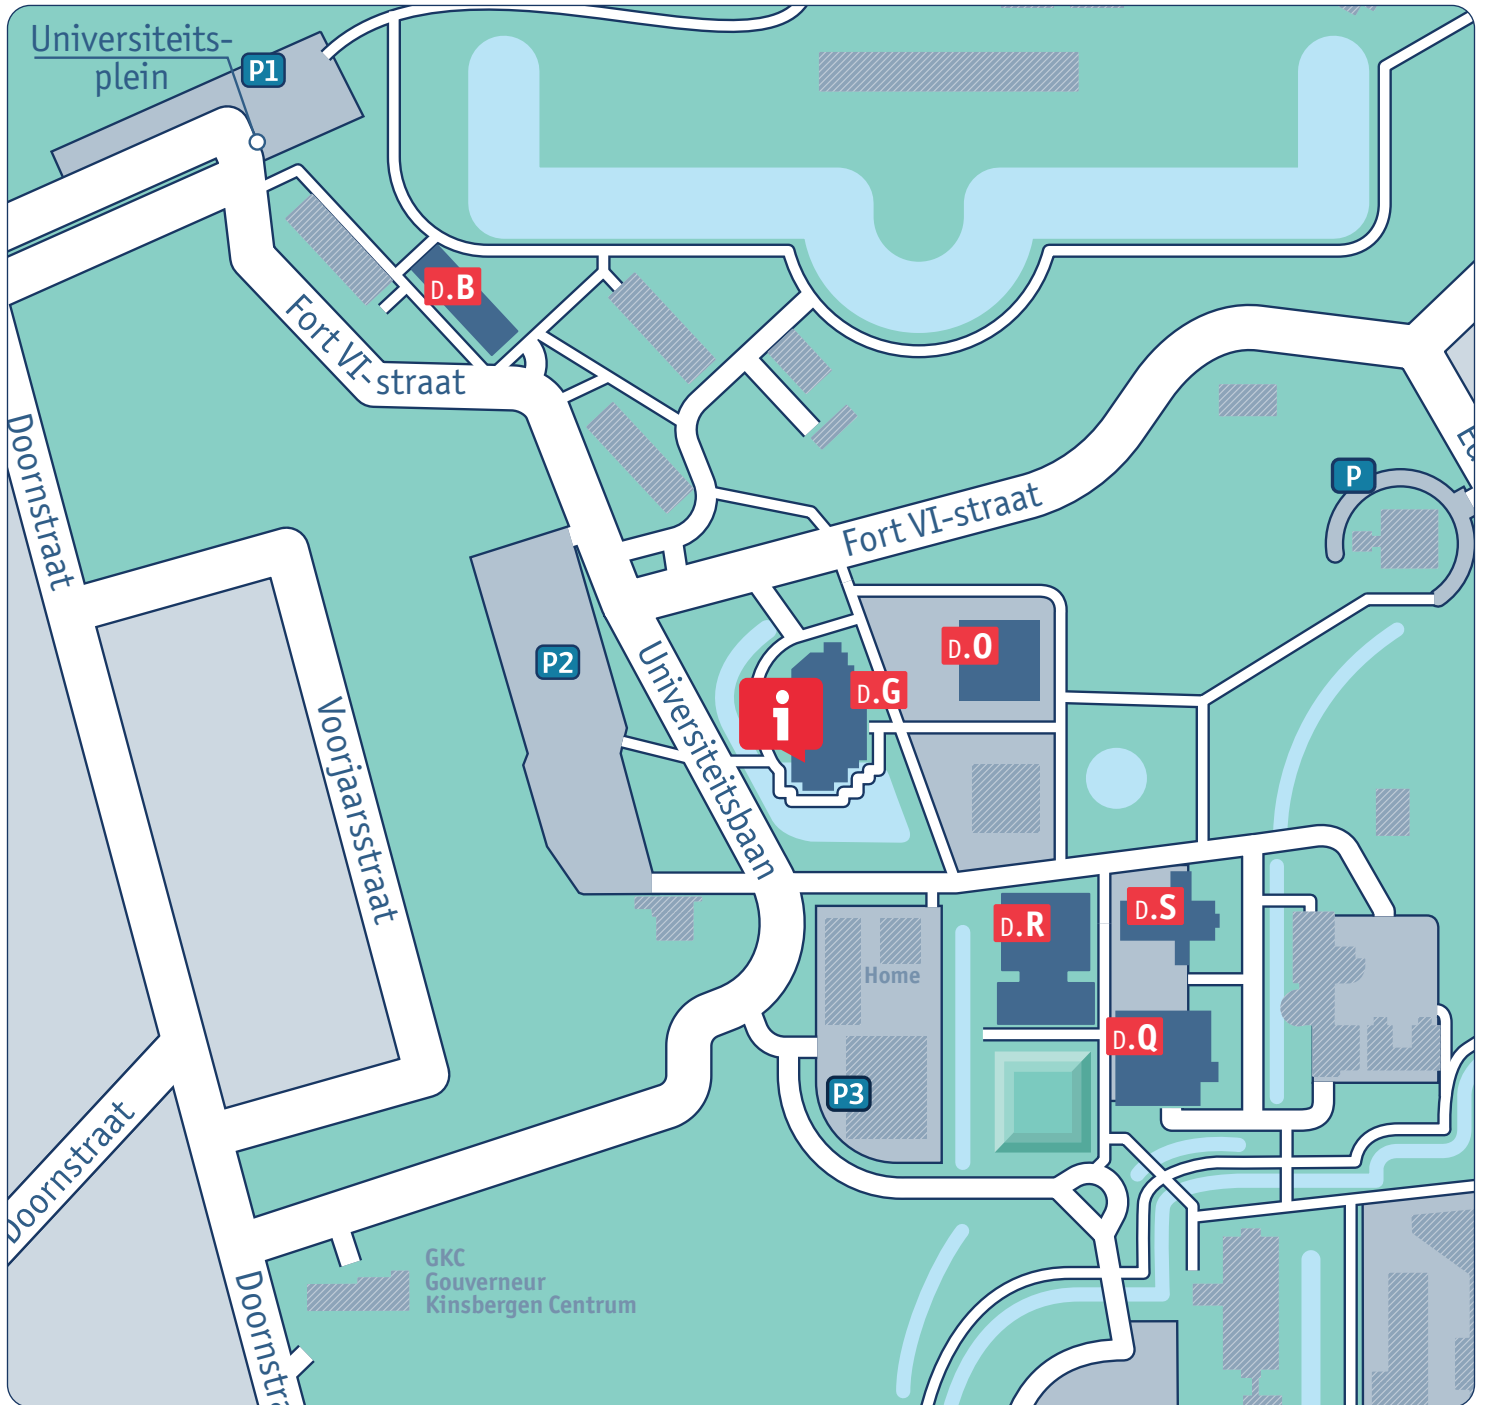 Universiteits-
plein
P1
D.B
Fort VI-straat
Doornstraat
P
Fort VI-straat
P2
D.O
D.G
i
Universiteitsbaan
Voorjaarsstraat
D.S
D.R
Home
D.Q
P3
Doornstraat
GKC
Gouverneur
Kinsbergen Centrum
Doornstra